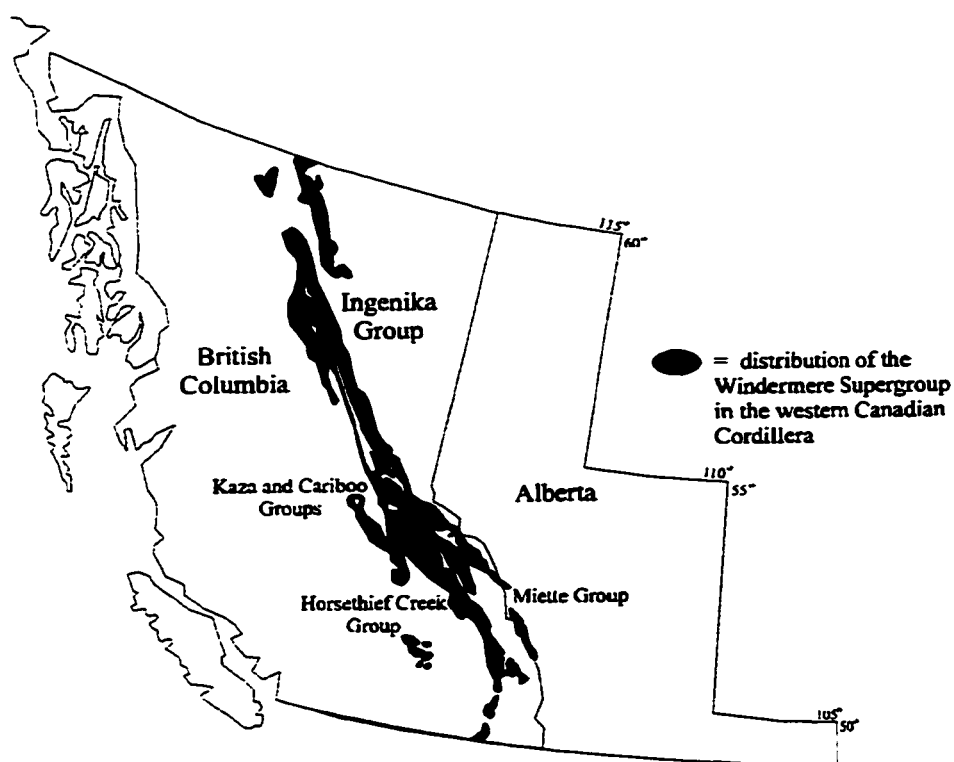 115°
60°
Ingenika
Group
British
Columbia
= distribution of the
Windermere Supergroup
in the western Canadian
Cordillera
110°
55°
Kaza and Cariboo
Groups
Alberta
Horsethief Creek
Group
Miette Group
105°
50°